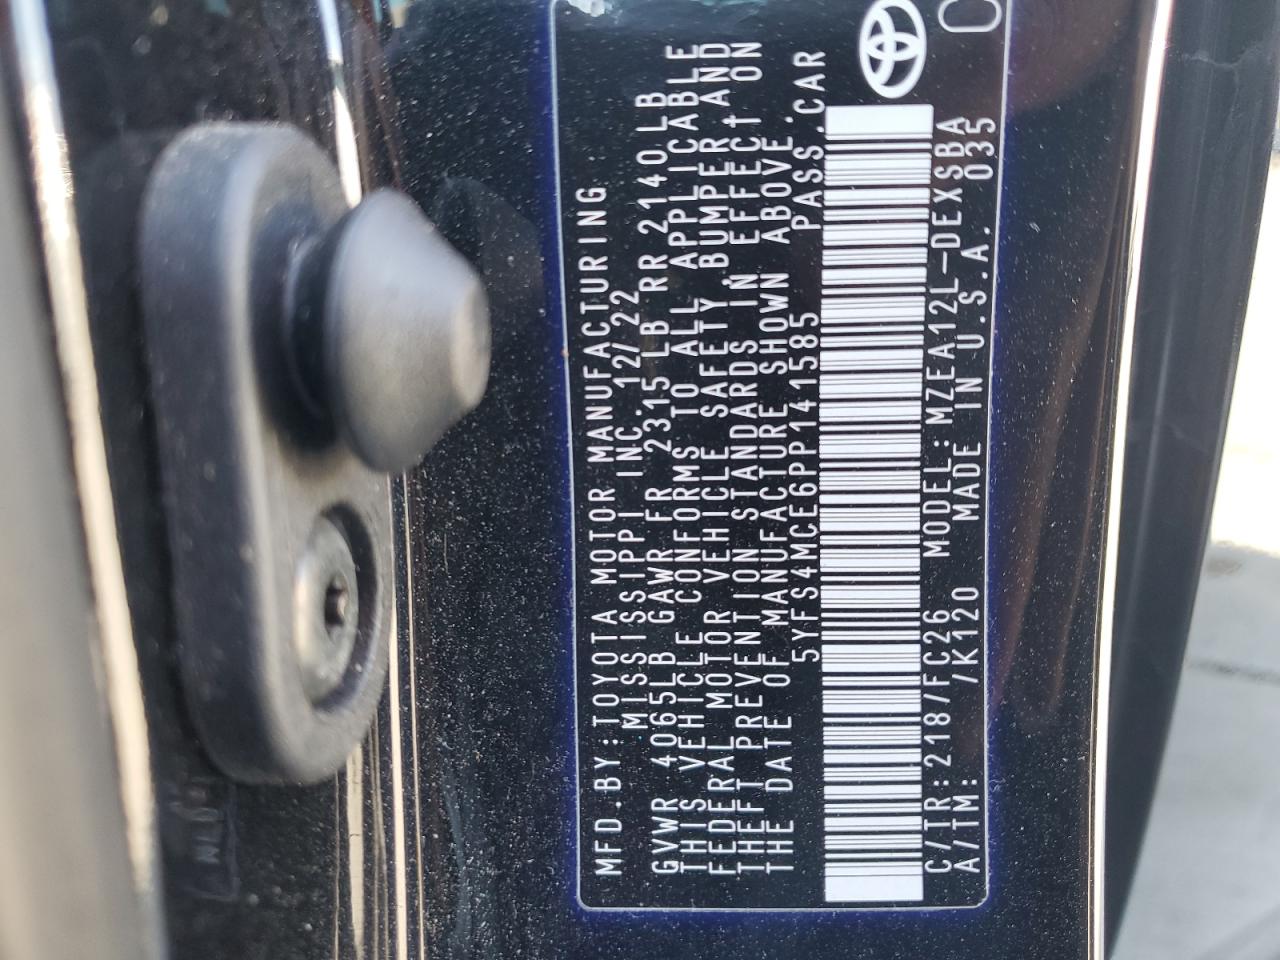 MFD.BY:TOYOTA MOTOR MANUFACTURING
MISSISSIPPI INC. 12/22
GVWR 4065LB GAWR FR 2315 LB RR 2140LB
THIS VEHICLE CONFORMS TO ALL APPLICABLE
FEDERAL MOTOR VEHICLE SAFETY,BUMPER AND
THEFT PREVENTION STANDARDS IN EFFECT ON
THE DATE OF MANUFACTURE SHOWN ABOVE.
5YFS4MCE6PP141585 PASS.CAR
C/TR:218/FC26 MODEL:MZEA12L-DEXSBA
A/TM: /K120 MADE IN U.S.A. 035